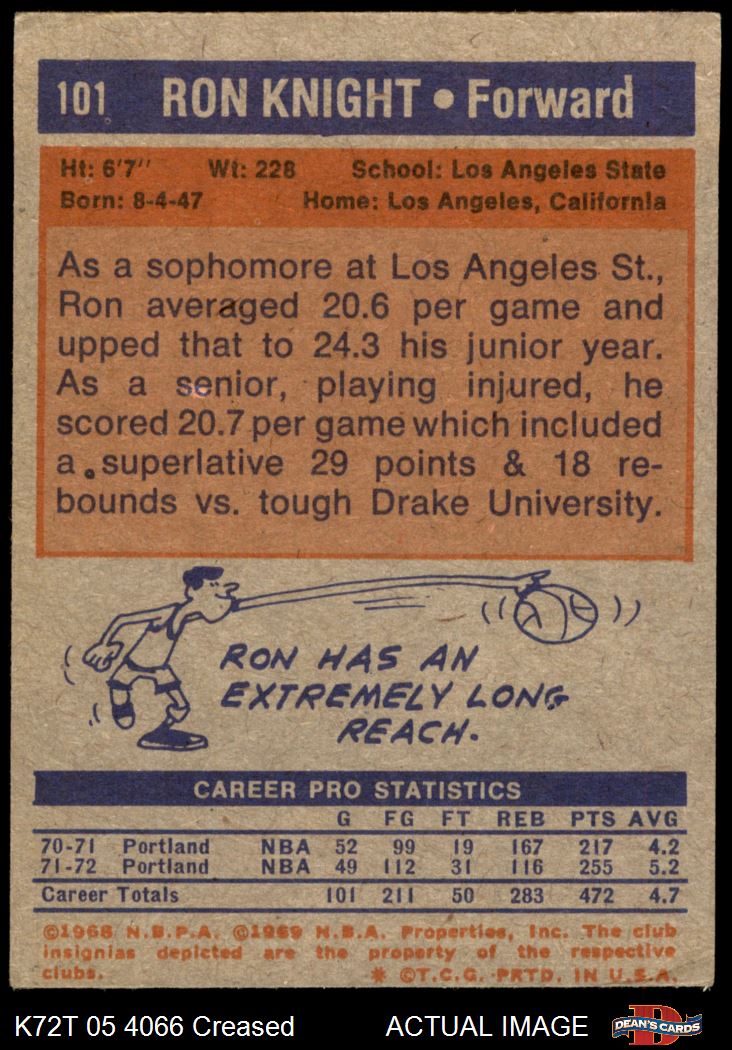 101 RON KNIGHT • Forward
Ht: 6'7" Wt: 228 School: Los Angeles State
Born: 8-4-47 Home: Los Angeles, California
As a sophomore at Los Angeles St.,
Ron averaged 20.6 per game and
upped that to 24.3 his junior year.
As a senior, playing injured, he
scored 20.7 per game which included
a superlative 29 points & 18 re-
bounds vs. tough Drake University.
RON HAS AN
EXTREMELY LONG
REACH.
CAREER PRO STATISTICS
G FG FT REB PTS AVG
70-71 Portland NBA 52 99 19 167 217 4.2
71-72 Portland NBA 49 112 31 116 255 5.2
Career Totals 101 211 50 283 472 4.7
©1968 N.B.P.A. ©1969 N.B.A. Properties, Inc. The club
insignias depicted are the property of the respective
clubs. * ©T.C.G. PRTD. IN U.S.A.
K72T 05 4066 Creased ACTUAL IMAGE
D
DEAN'S CARDS